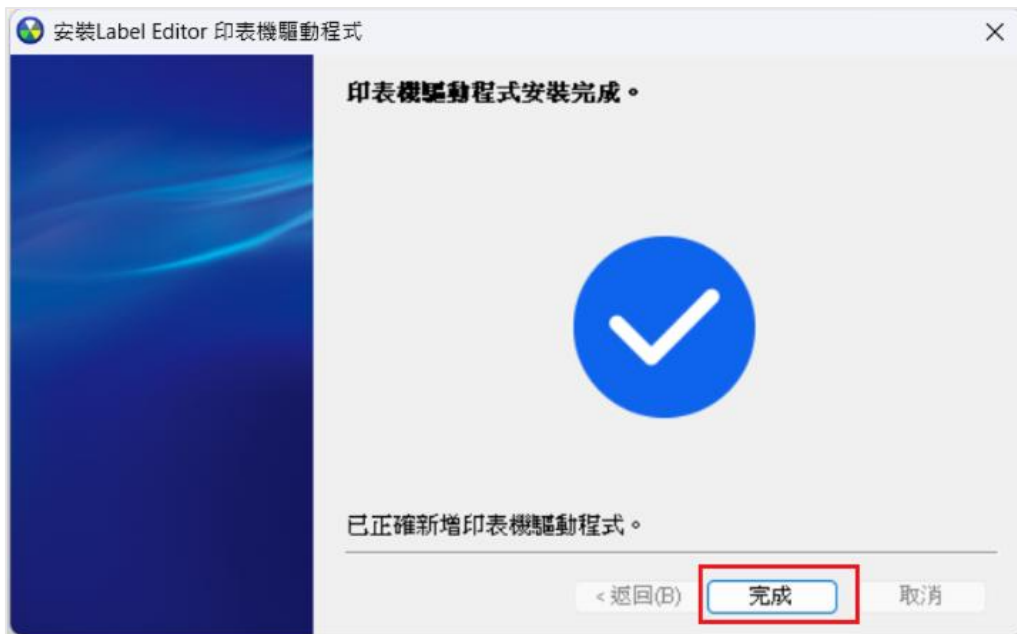 安裝Label Editor 印表機驅動程式
印表機驅動程式安裝完成。
已正確新增印表機驅動程式。
<返回(B) 完成 取消